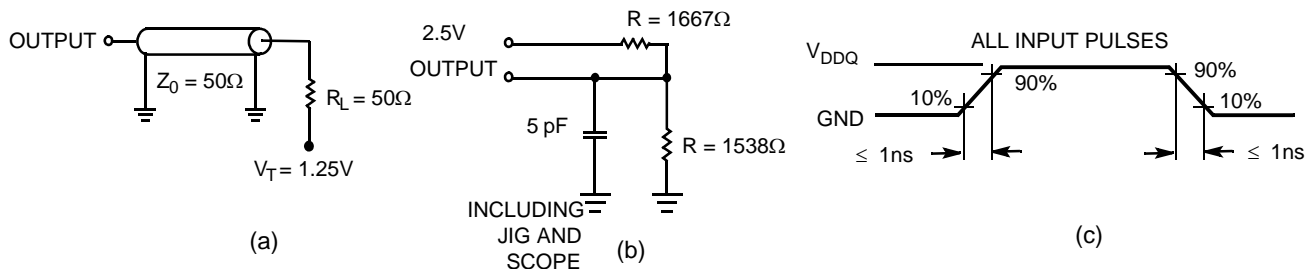 OUTPUT
Z0 = 50Ω
RL = 50Ω
VT = 1.25V
(a)
R = 1667Ω
2.5V
OUTPUT
5 pF
R = 1538Ω
INCLUDING
JIG AND
SCOPE
(b)
ALL INPUT PULSES
VDDQ
GND
10%
90%
90%
10%
≤ 1ns
≤ 1ns
(c)